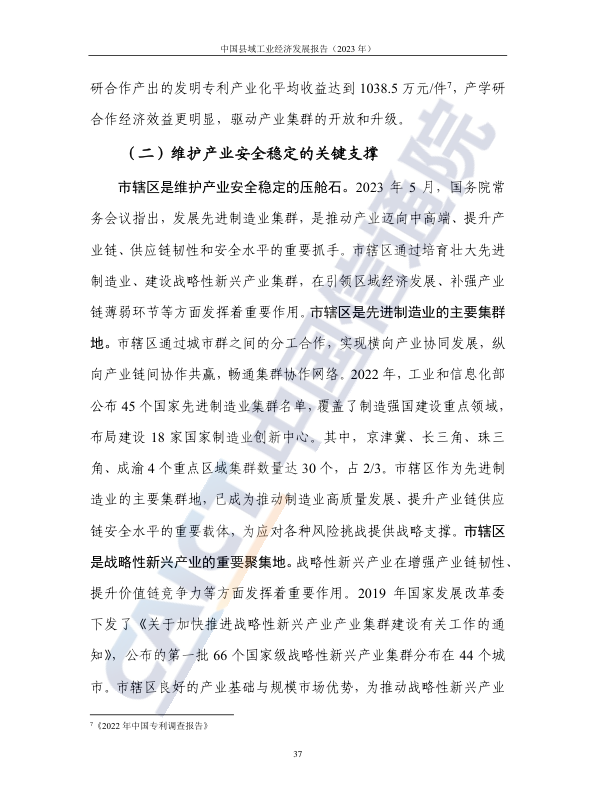 中国县域工业经济发展报告（2023 年）
研合作产出的发明专利产业化平均收益达到 1038.5 万元/件7，产学研
合作经济效益更明显，驱动产业集群的开放和升级。
（二）维护产业安全稳定的关键支撑
市辖区是维护产业安全稳定的压舱石。2023 年 5 月，国务院常
务会议指出，发展先进制造业集群，是推动产业迈向中高端、提升产
业链、供应链韧性和安全水平的重要抓手。市辖区通过培育壮大先进
制造业、建设战略性新兴产业集群，在引领区域经济发展、补强产业
链薄弱环节等方面发挥着重要作用。市辖区是先进制造业的主要集群
地。市辖区通过城市群之间的分工合作，实现横向产业协同发展，纵
向产业链间协作共赢，畅通集群协作网络。2022 年，工业和信息化部
公布 45 个国家先进制造业集群名单，覆盖了制造强国建设重点领域，
布局建设 18 家国家制造业创新中心。其中，京津冀、长三角、珠三
角、成渝 4 个重点区域集群数量达 30 个，占 2/3。市辖区作为先进制
造业的主要集群地，已成为推动制造业高质量发展、提升产业链供应
链安全水平的重要载体，为应对各种风险挑战提供战略支撑。市辖区
是战略性新兴产业的重要聚集地。战略性新兴产业在增强产业链韧性、
提升价值链竞争力等方面发挥着重要作用。2019 年国家发展改革委
下发了《关于加快推进战略性新兴产业产业集群建设有关工作的通
知》，公布的第一批 66 个国家级战略性新兴产业集群分布在 44 个城
市。市辖区良好的产业基础与规模市场优势，为推动战略性新兴产业
7《2022 年中国专利调查报告》
37
CAICT 中国信通院